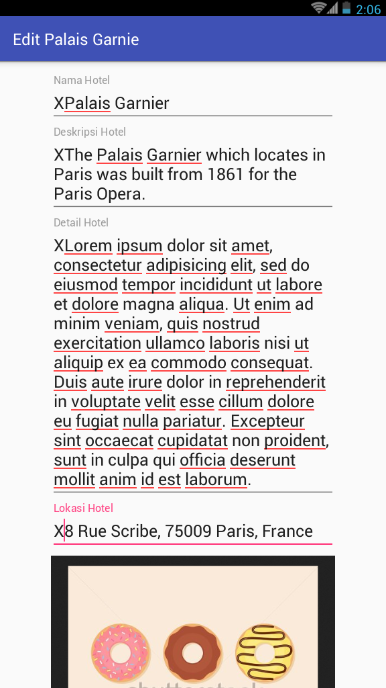 2:06
Edit Palais Garnie
Nama Hotel
XPalais Garnier
Deskripsi Hotel
XThe Palais Garnier which locates in
Paris was built from 1861 for the
Paris Opera.
Detail Hotel
XLorem ipsum dolor sit amet,
consectetur adipisicing elit, sed do
eiusmod tempor incididunt ut labore
et dolore magna aliqua. Ut enim ad
minim veniam, quis nostrud
exercitation ullamco laboris nisi ut
aliquip ex ea commodo consequat.
Duis aute irure dolor in reprehenderit
in voluptate velit esse cillum dolore
eu fugiat nulla pariatur. Excepteur
sint occaecat cupidatat non proident,
sunt in culpa qui officia deserunt
mollit anim id est laborum.
Lokasi Hotel
X8 Rue Scribe, 75009 Paris, France